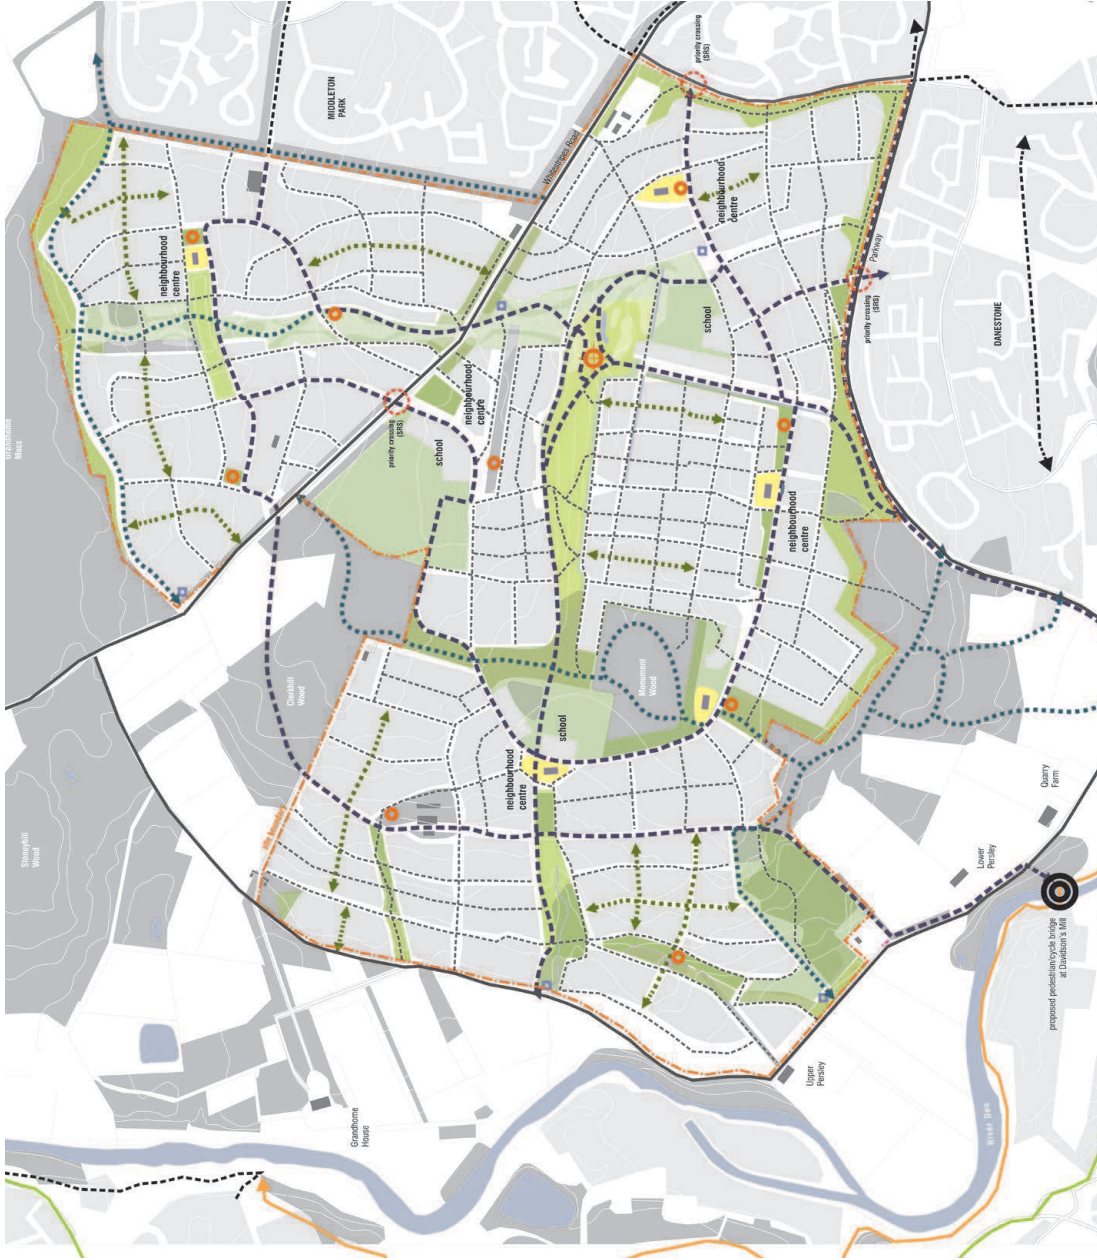 MIDDLETON
PARK
priority crossing
(SRS)
Whitestripes Road
Grandhome
Moss
neighbourhood
centre
neighbourhood
centre
Parkway
priority crossing
(SRS)
DANESTONE
school
neighbourhood
centre
priority crossing
(SRS)
school
neighbourhood
centre
Clerkhill
Wood
Monument
Wood
school
neighbourhood
centre
Stoneyhill
Wood
Quarry
Farm
Lower
Persley
proposed pedestrian/cycle bridge
at Davidson's Mill
Upper
Persley
Grandhome
House
River Don